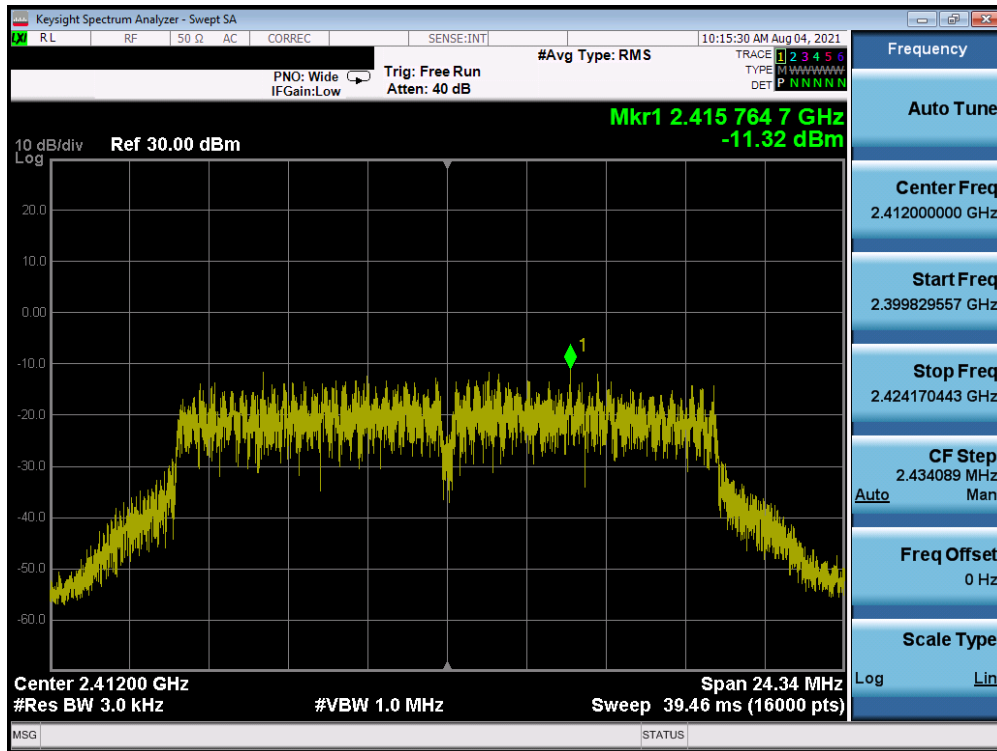 Keysight Spectrum Analyzer - Swept SA
LXI RL RF 50 Ω AC CORREC SENSE:INT 10:15:30 AM Aug 04, 2021
#Avg Type: RMS TRACE 1 2 3 4 5 6
PNO: Wide Trig: Free Run TYPE M WWWWW
IFGain:Low Atten: 40 dB DET P N N N N N
Mkr1 2.415 764 7 GHz
-11.32 dBm
10 dB/div Ref 30.00 dBm
Log
20.0
10.0
0.00
1
-10.0
-20.0
-30.0
-40.0
-50.0
-60.0
Center 2.41200 GHz Span 24.34 MHz
#Res BW 3.0 kHz #VBW 1.0 MHz Sweep 39.46 ms (16000 pts)
MSG STATUS
Frequency
Auto Tune
Center Freq
2.412000000 GHz
Start Freq
2.399829557 GHz
Stop Freq
2.424170443 GHz
CF Step
2.434089 MHz
Auto Man
Freq Offset
0 Hz
Scale Type
Log Lin